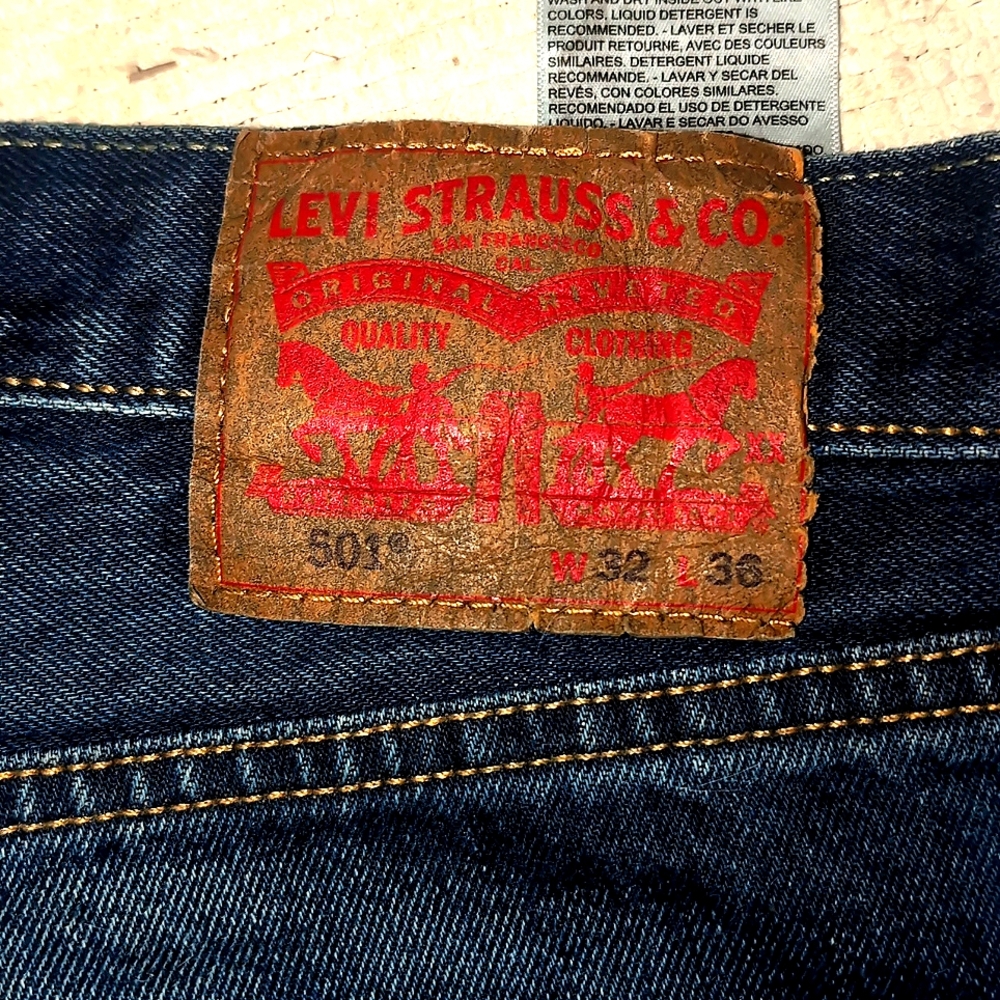 WASH AND DRY INSIDE OUT WITH LIKE
COLORS. LIQUID DETERGENT IS
RECOMMENDED. - LAVER ET SECHER LE
PRODUIT RETOURNE, AVEC DES COULEURS
SIMILAIRES. DETERGENT LIQUIDE
RECOMMANDE. - LAVAR Y SECAR DEL
REVÉS, CON COLORES SIMILARES.
RECOMENDADO EL USO DE DETERGENTE
LIQUIDO. - LAVAR E SECAR DO AVESSO
LEVI STRAUSS & CO.
SAN FRANCISCO
CAL.
ORIGINAL RIVETED
QUALITY CLOTHING
XX
501®
W 32 L 36